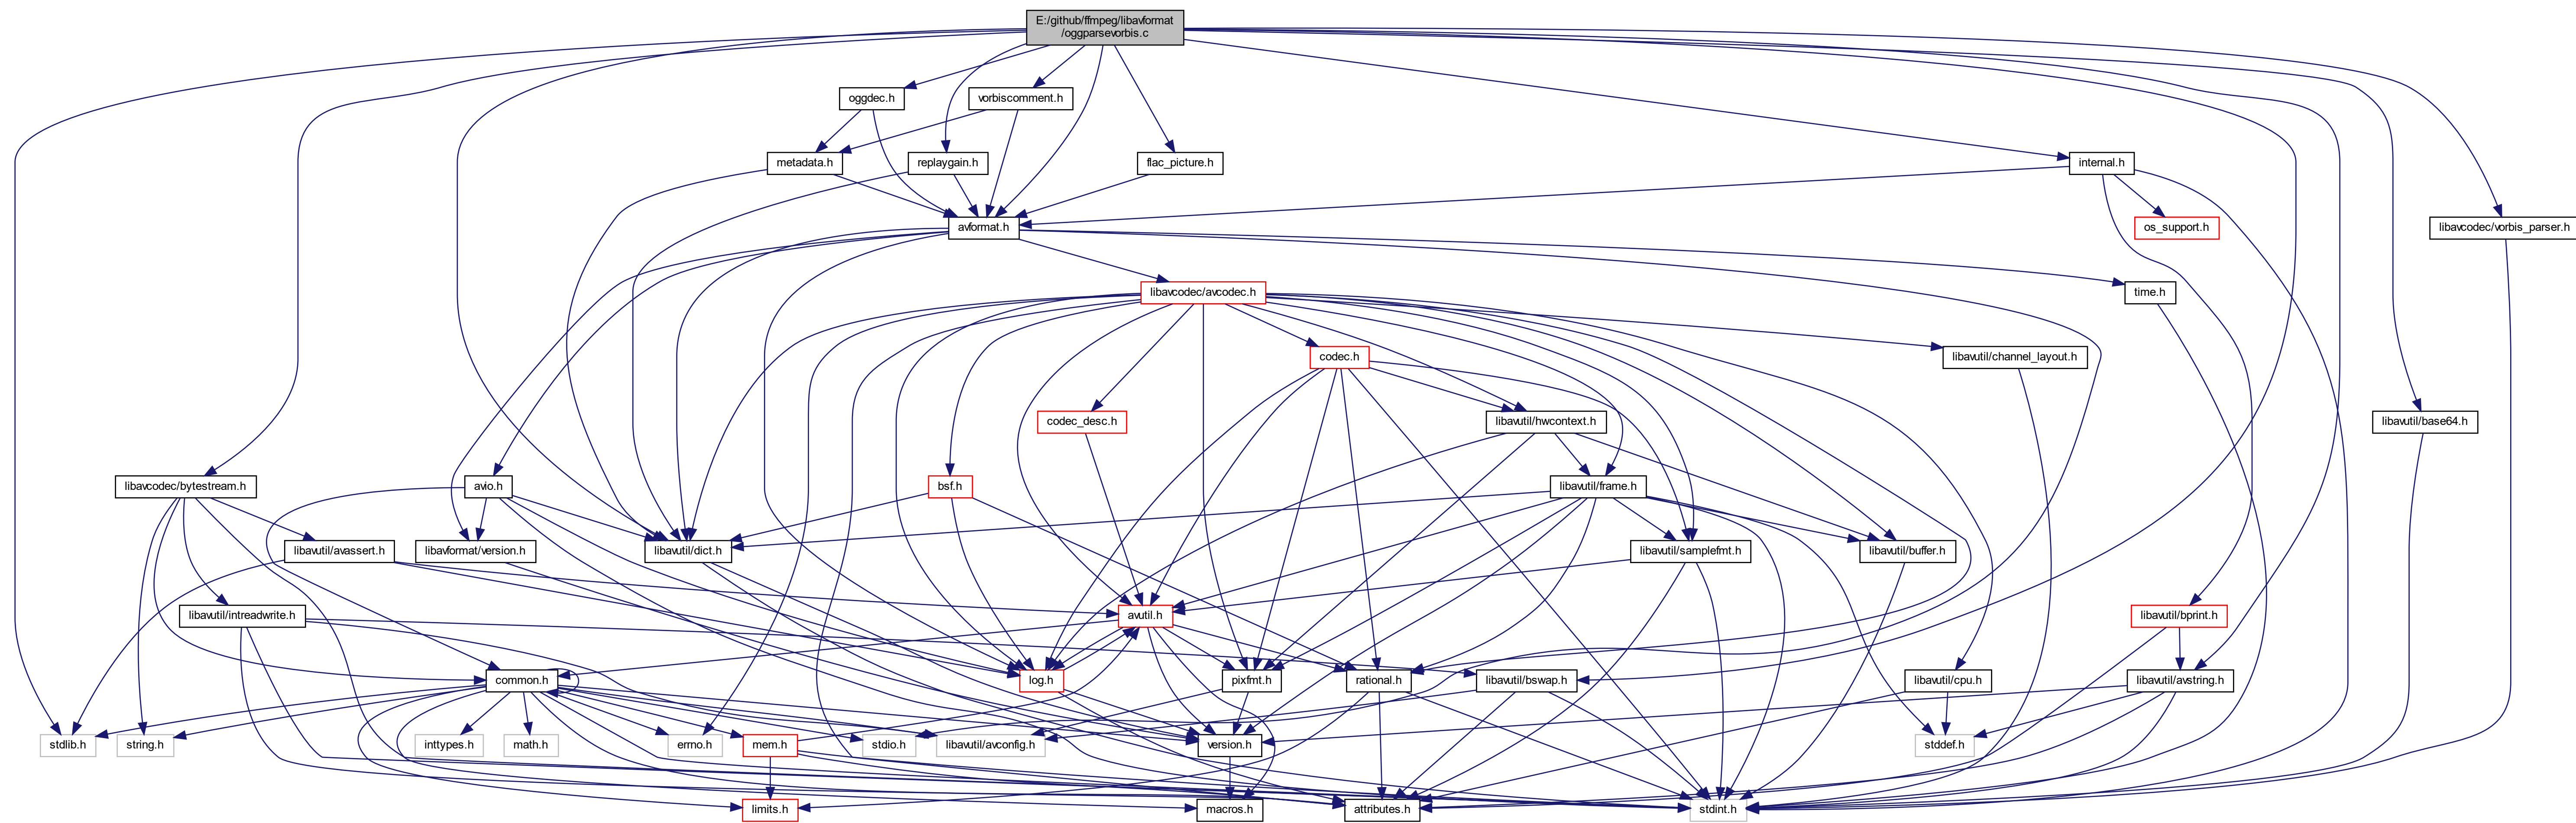 E:/github/ffmpeg/libavformat
/oggparsevorbis.c
oggdec.h
vorbiscomment.h
metadata.h
replaygain.h
flac_picture.h
internal.h
avformat.h
os_support.h
libavcodec/vorbis_parser.h
libavcodec/avcodec.h
time.h
codec.h
libavutil/channel_layout.h
codec_desc.h
libavutil/hwcontext.h
libavutil/base64.h
libavcodec/bytestream.h
avio.h
bsf.h
libavutil/frame.h
libavutil/avassert.h
libavformat/version.h
libavutil/dict.h
libavutil/samplefmt.h
libavutil/buffer.h
libavutil/intreadwrite.h
avutil.h
libavutil/bprint.h
common.h
log.h
pixfmt.h
rational.h
libavutil/bswap.h
libavutil/cpu.h
libavutil/avstring.h
stdlib.h
string.h
inttypes.h
math.h
errno.h
mem.h
stdio.h
libavutil/avconfig.h
version.h
stddef.h
limits.h
macros.h
attributes.h
stdint.h